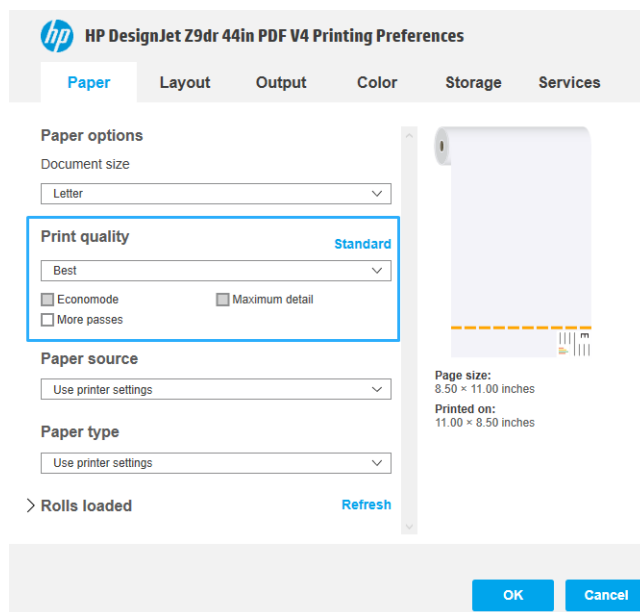 hp HP DesignJet Z9dr 44in PDF V4 Printing Preferences
Paper Layout Output Color Storage Services
Paper options
Document size
Letter
Print quality
Standard
Best
Economode Maximum detail
More passes
Paper source
Use printer settings
Paper type
Use printer settings
Rolls loaded
Refresh
Page size:
8.50 × 11.00 inches
Printed on:
11.00 × 8.50 inches
OK Cancel